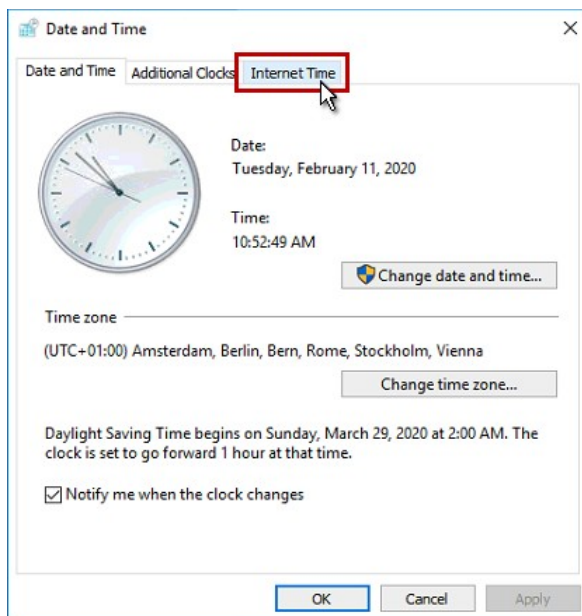 Date and Time
Date and Time Additional Clocks Internet Time
Date:
Tuesday, February 11, 2020
Time:
10:52:49 AM
Change date and time...
Time zone
(UTC+01:00) Amsterdam, Berlin, Bern, Rome, Stockholm, Vienna
Change time zone...
Daylight Saving Time begins on Sunday, March 29, 2020 at 2:00 AM. The
clock is set to go forward 1 hour at that time.
Notify me when the clock changes
OK Cancel Apply